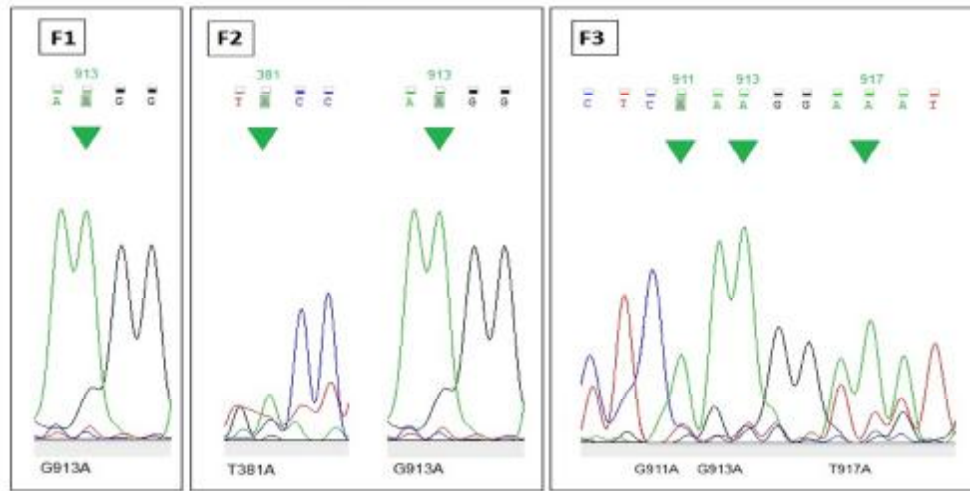 F1
913
A A G G
G913A
F2
381 913
T A C C A A G G
T381A G913A
F3
911 913 917
C T C A A A G G A A A T
G911A G913A T917A